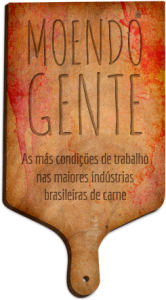 MOENDO
GENTE
As más condições de trabalho
nas maiores indústrias
brasileiras de carne